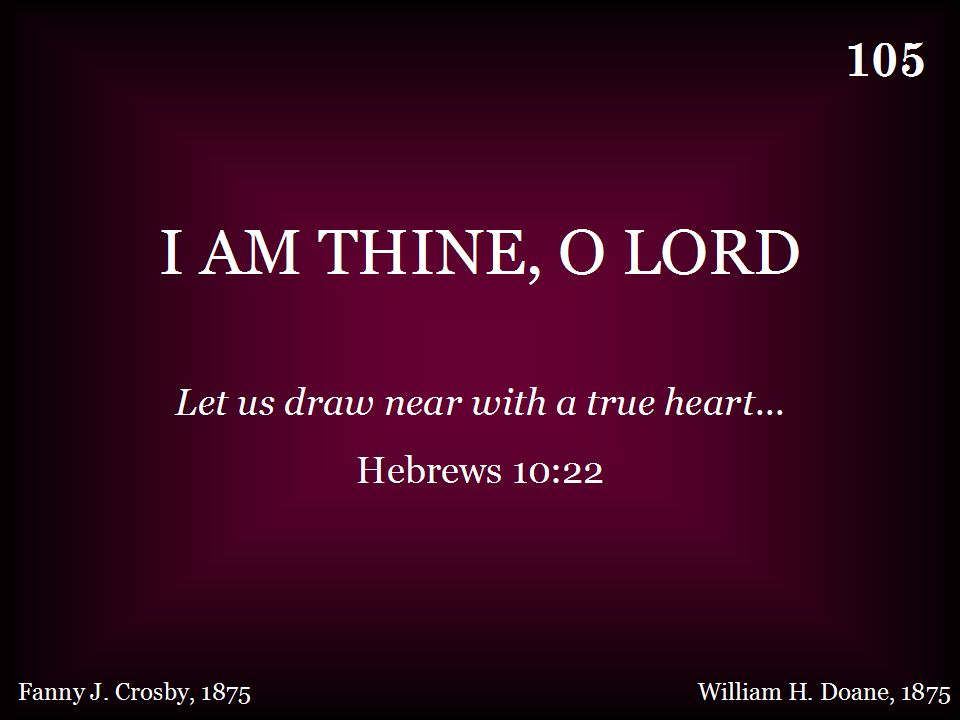 105
I AM THINE, O LORD
Let us draw near with a true heart...
Hebrews 10:22
Fanny J. Crosby, 1875
William H. Doane, 1875